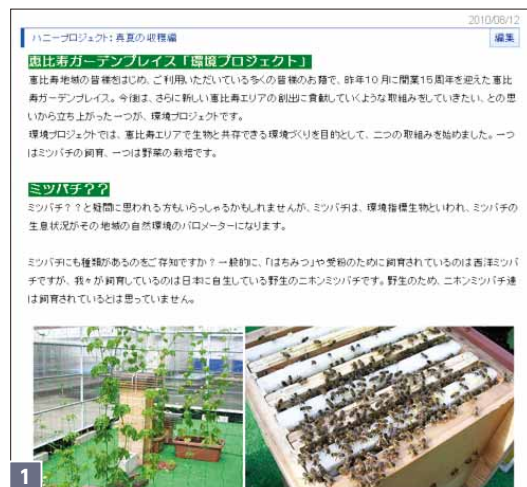 2010/08/12
ハニープロジェクト：真夏の収穫編
編集
恵比寿ガーデンプレイス「環境プロジェクト」
恵比寿地域の皆様をはじめ、ご利用いただいている多くの皆様のお蔭で、昨年10月に開業15周年を迎えた恵比
寿ガーデンプレイス。今後は、さらに新しい恵比寿エリアの創出に貢献していくような取組みをしていきたい、との思
いから立ち上がった一つが、環境プロジェクトです。
環境プロジェクトでは、恵比寿エリアで生物と共存できる環境づくりを目的として、二つの取組みを始めました。一つ
はミツバチの飼育、一つは野菜の栽培です。
ミツバチ？？
ミツバチ？？と疑問に思われる方もいらっしゃるかもしれませんが、ミツバチは、環境指標生物といわれ、ミツバチの
生息状況がその地域の自然環境のバロメーターになります。
ミツバチにも種類があるのをご存知ですか？一般的に、「はちみつ」や受粉のために飼育されているのは西洋ミツバ
チですが、我々が飼育しているのは日本に自生している野生のニホンミツバチです。野生のため、ニホンミツバチ達
は飼育されているとは思っていません。
1